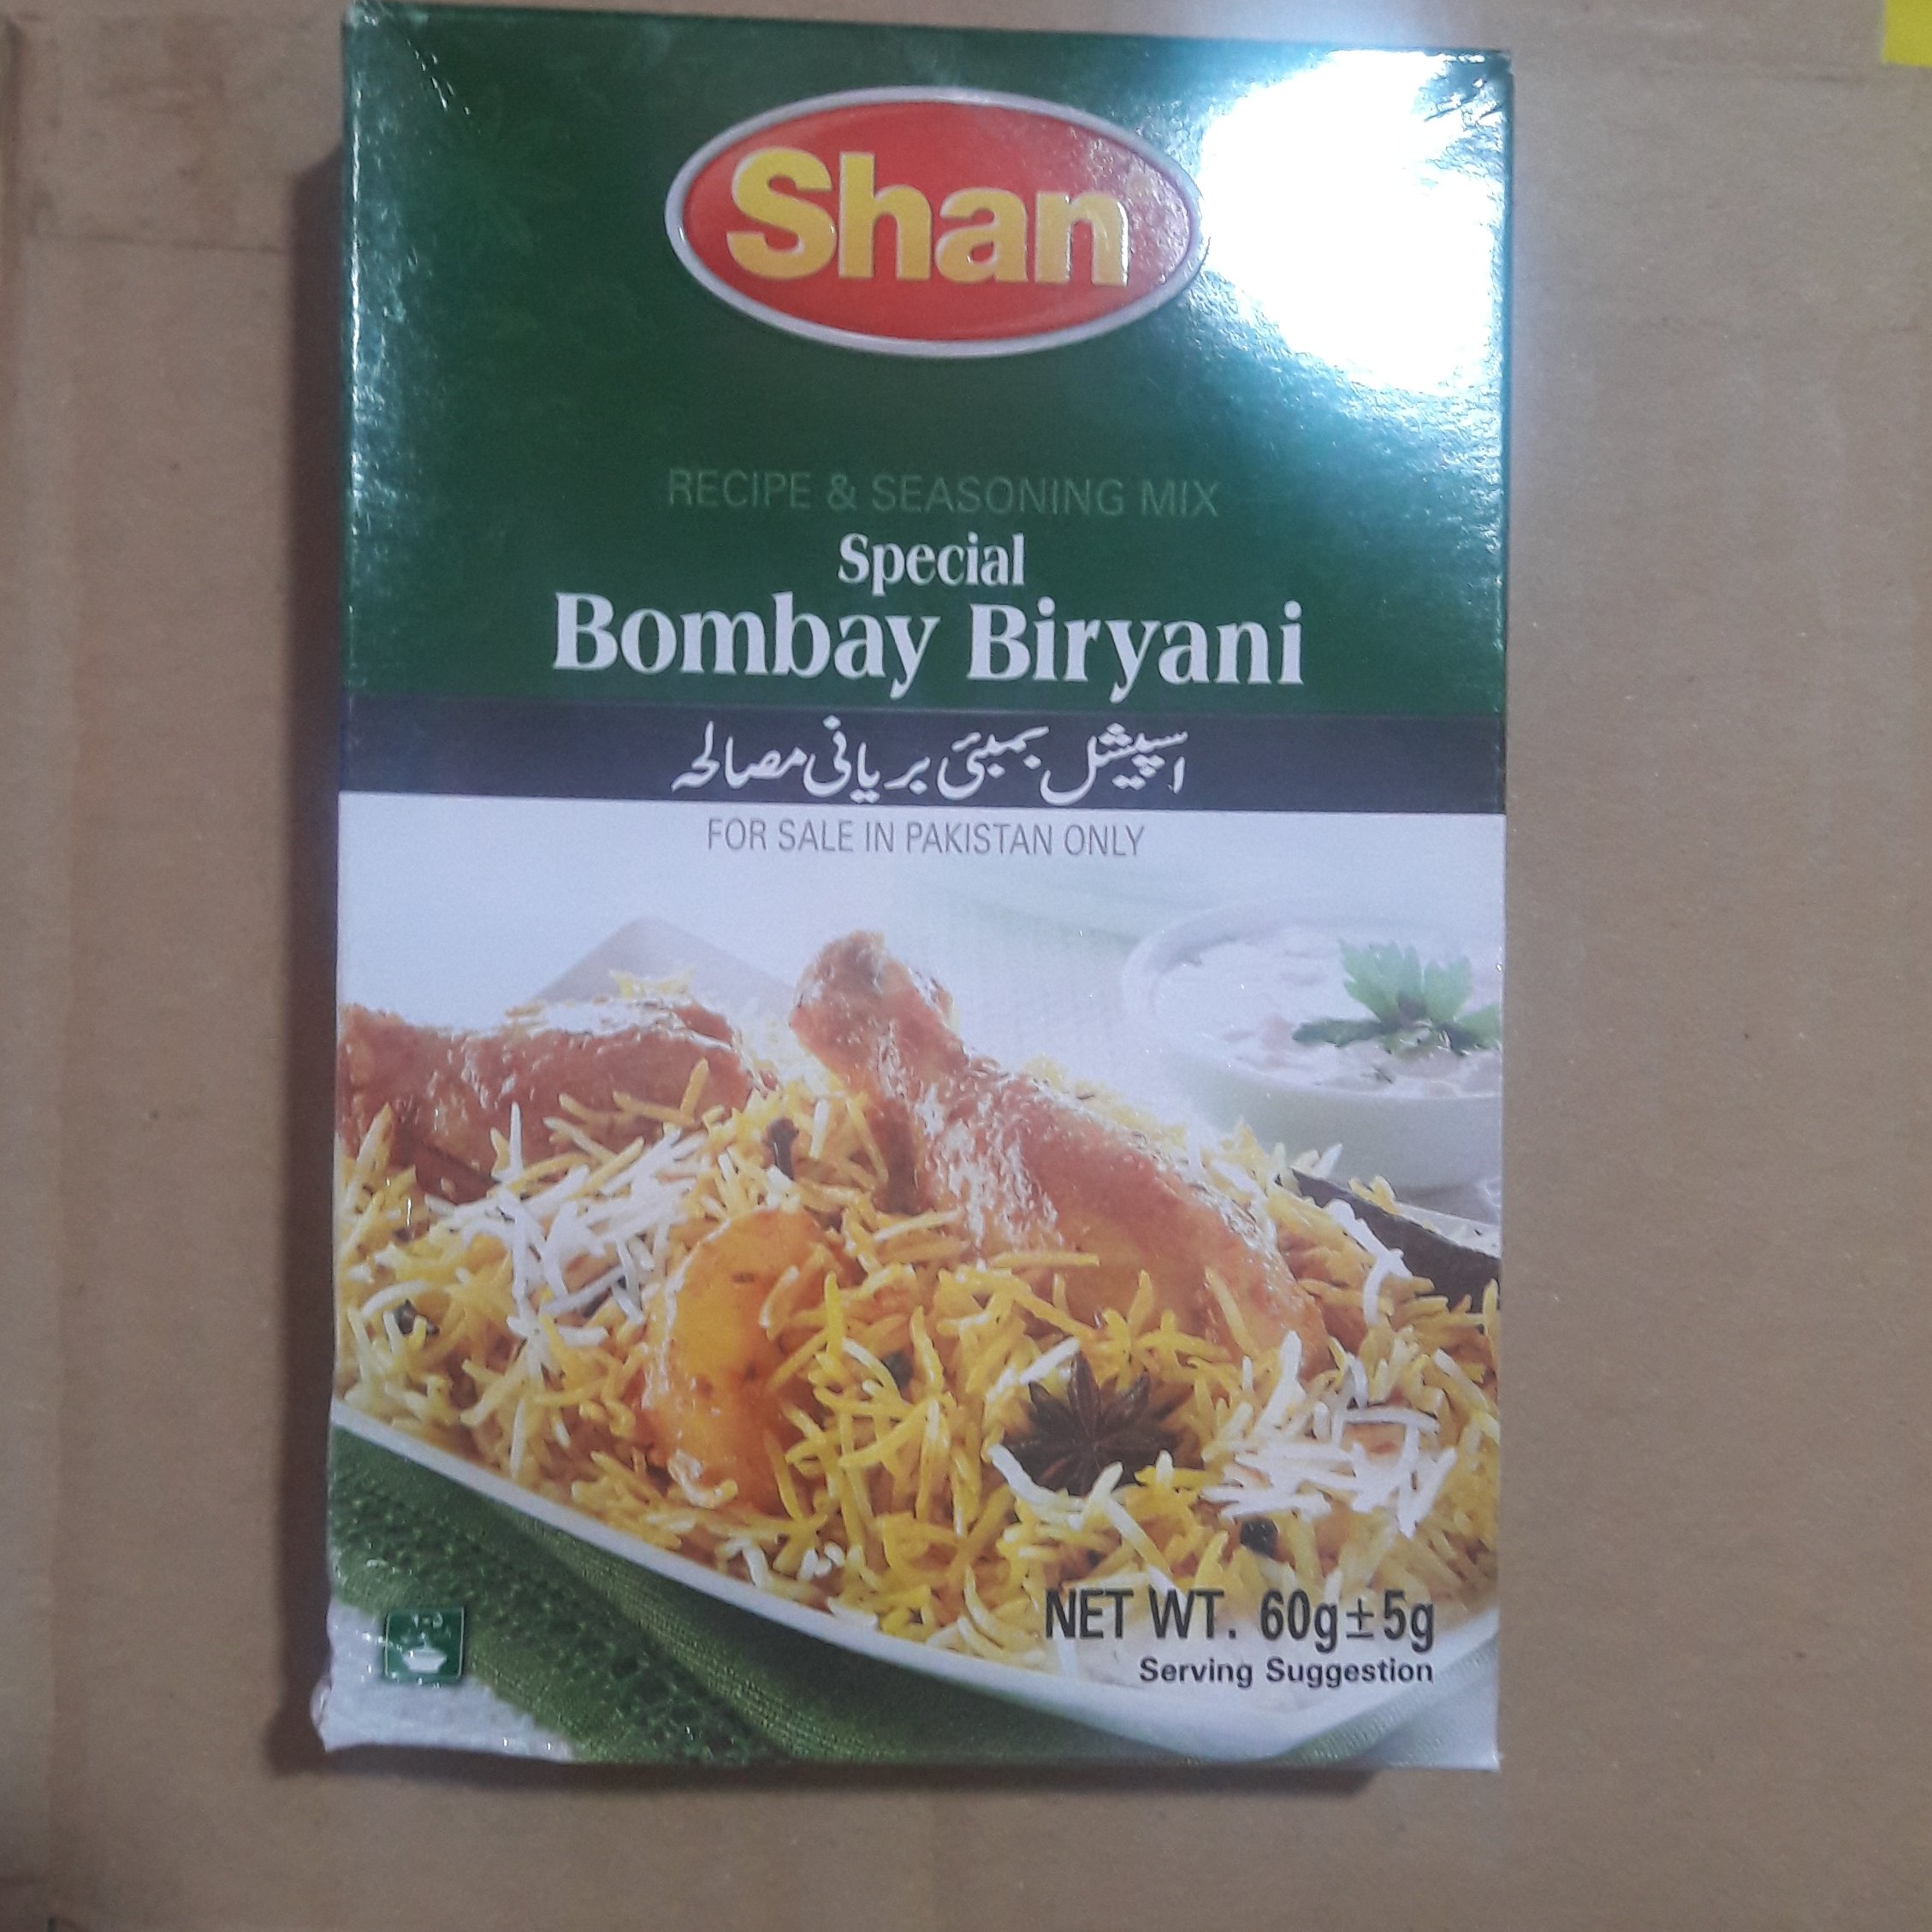 Shan
RECIPE & SEASONING MIX
Special
Bombay Biryani
اسپیشل بمبئی بریانی مصالحہ
FOR SALE IN PAKISTAN ONLY
NET WT. 60g±5g
Serving Suggestion